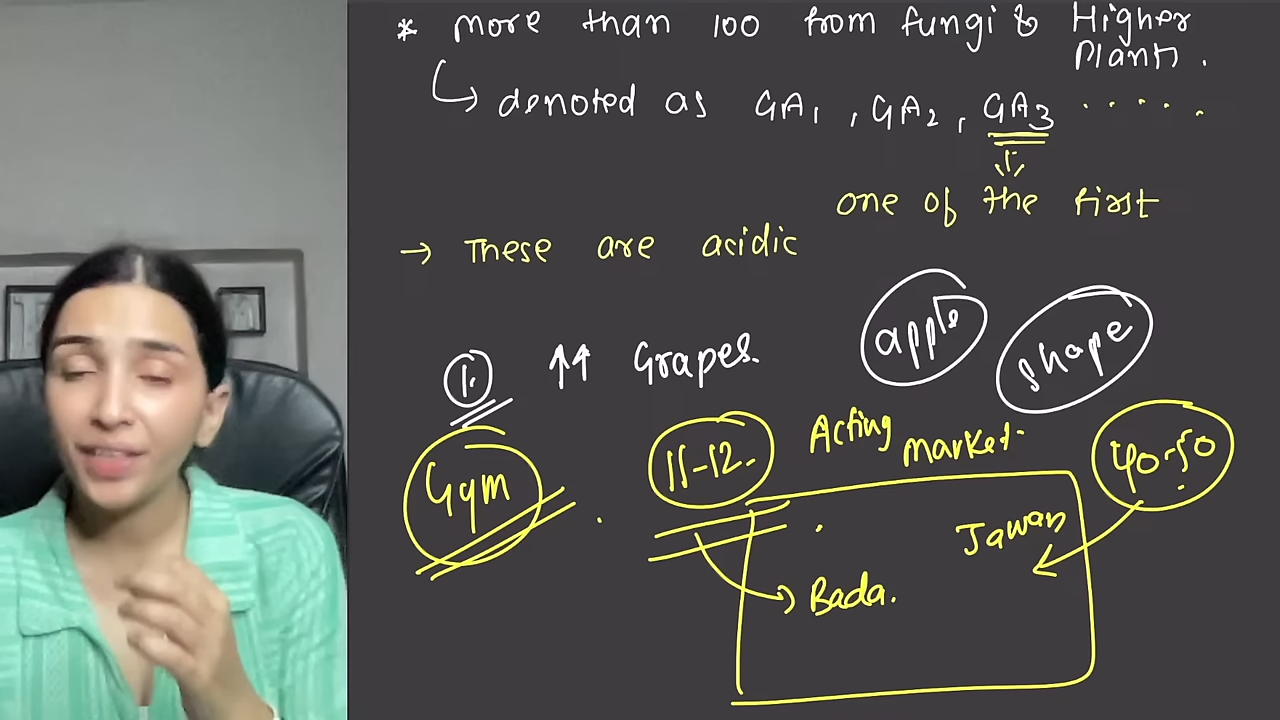 * more than 100 from fungi & Higher
Plants.
↳ denoted as GA1, GA2, GA3 .....
one of the first
→ These are acidic
apple
shape
1. ↑↑ Grapes.
Acting
market.
Gym 11-12. 40-50
Jawan
Bada.